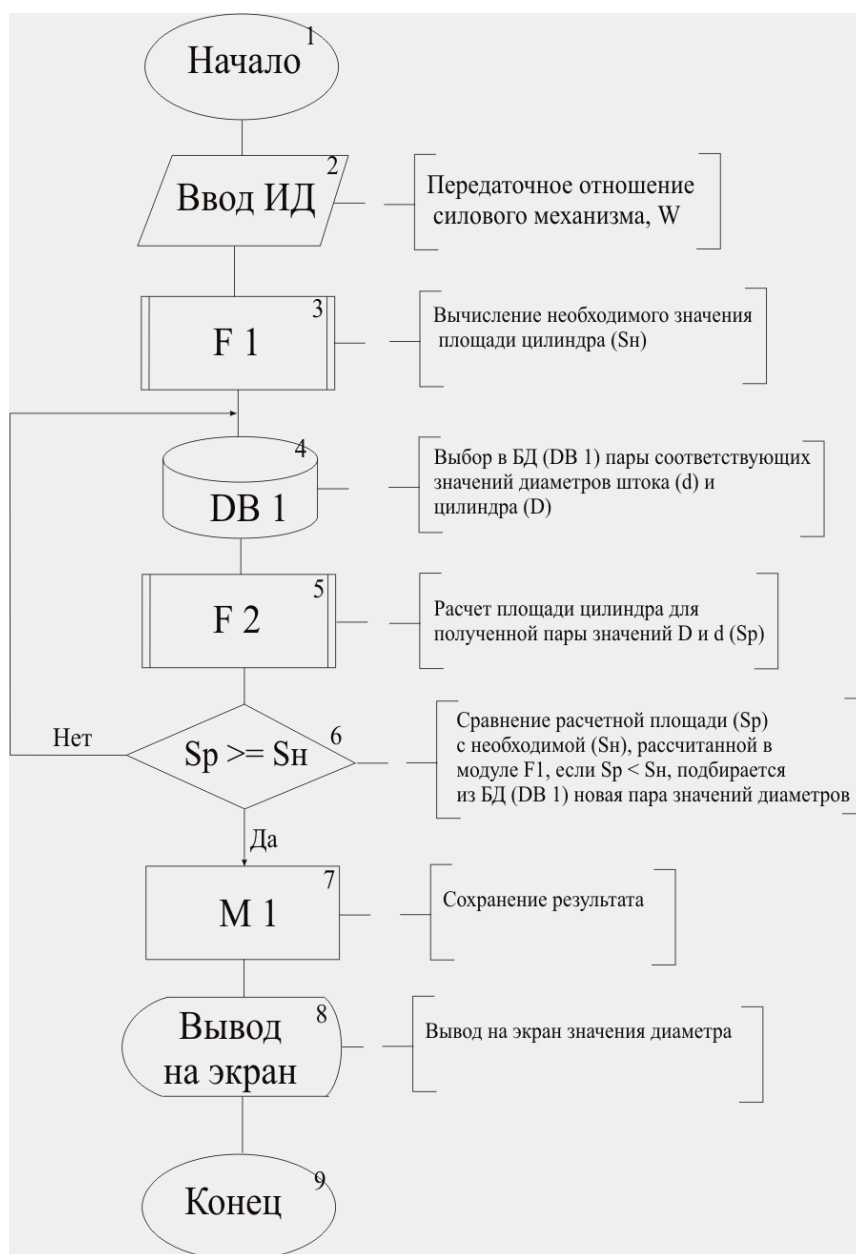 1
Начало
2
Ввод ИД
Передаточное отношение
силового механизма, W
3
F 1
Вычисление необходимого значения
площади цилиндра (Sн)
4
DB 1
Выбор в БД (DB 1) пары соответствующих
значений диаметров штока (d) и
цилиндра (D)
5
F 2
Расчет площади цилиндра для
полученной пары значений D и d (Sp)
Нет
6
Sp >= Sн
Сравнение расчетной площади (Sp)
с необходимой (Sн), рассчитанной в
модуле F1, если Sp < Sн, подбирается
из БД (DB 1) новая пара значений диаметров
Да
7
М 1
Сохранение результата
8
Вывод
на экран
Вывод на экран значения диаметра
9
Конец